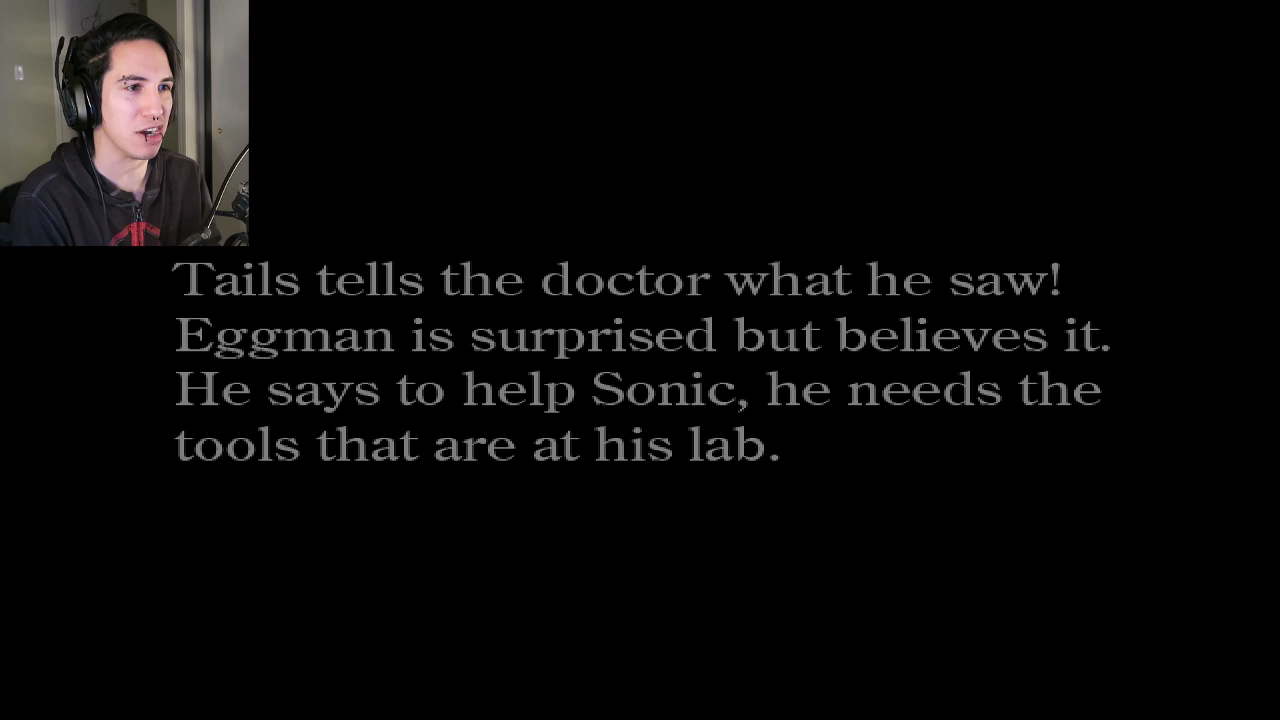 Tails tells the doctor what he saw!
Eggman is surprised but believes it.
He says to help Sonic, he needs the
tools that are at his lab.